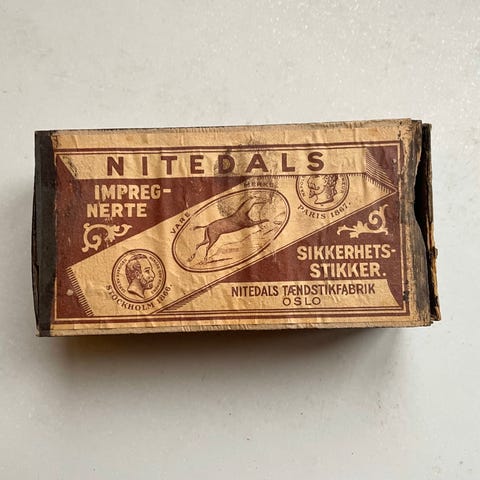 NITEDALS
IMPREG-
NERTE
VARE MERKE
PARIS 1867.
STOCKHOLM 1866.
SIKKERHETS-
STIKKER.
NITEDALS TÆNDSTIKFABRIK
OSLO